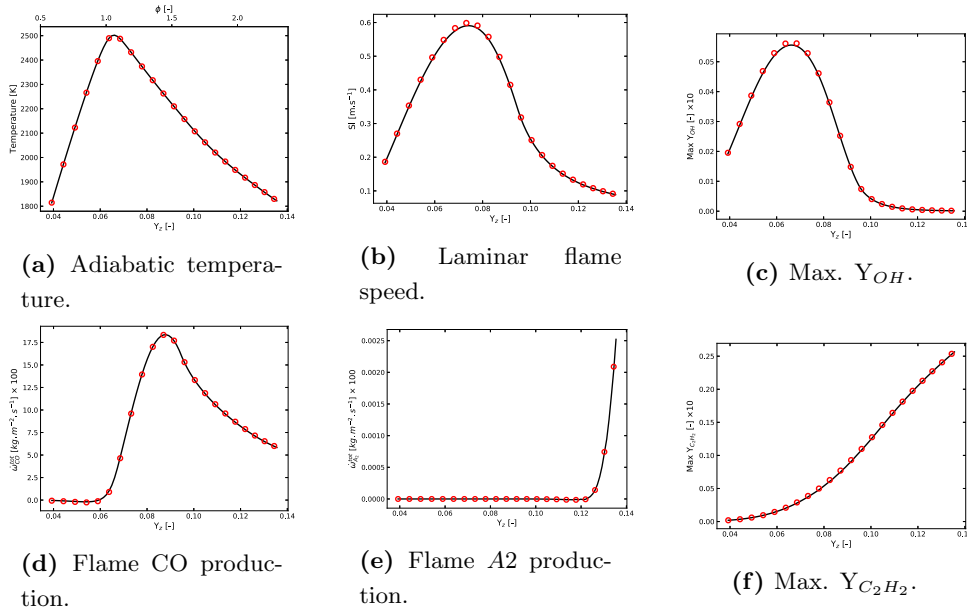 ϕ [-]
0.5 1.0 1.5 2.0
2500
2400
2300
2200
2100
2000
1900
1800
Temperature [K]
0.04 0.06 0.08 0.10 0.12 0.14
Y_z [-]
(a) Adiabatic tempera-
ture.
0.6
0.5
0.4
0.3
0.2
0.1
Sl [m.s⁻¹]
0.04 0.06 0.08 0.10 0.12 0.14
Y_z [-]
(b) Laminar flame
speed.
0.05
0.04
0.03
0.02
0.01
0.00
Max Y_OH [-] ×10
0.04 0.06 0.08 0.10 0.12
Y_z [-]
(c) Max. Y_OH.
17.5
15.0
12.5
10.0
7.5
5.0
2.5
0.0
ω̇_CO^tot [kg.m⁻².s⁻¹] × 100
0.04 0.06 0.08 0.10 0.12 0.14
Y_z [-]
(d) Flame CO produc-
tion.
0.0025
0.0020
0.0015
0.0010
0.0005
0.0000
[kg.m⁻².s⁻¹] × 100
0.04 0.06 0.08 0.10 0.12 0.14
Y_z [-]
(e) Flame A2 produc-
tion.
0.25
0.20
0.15
0.10
0.05
0.00
Max Y_C₂H₂ [-] ×10
0.04 0.06 0.08 0.10 0.12
Y_z [-]
(f) Max. Y_C₂H₂.